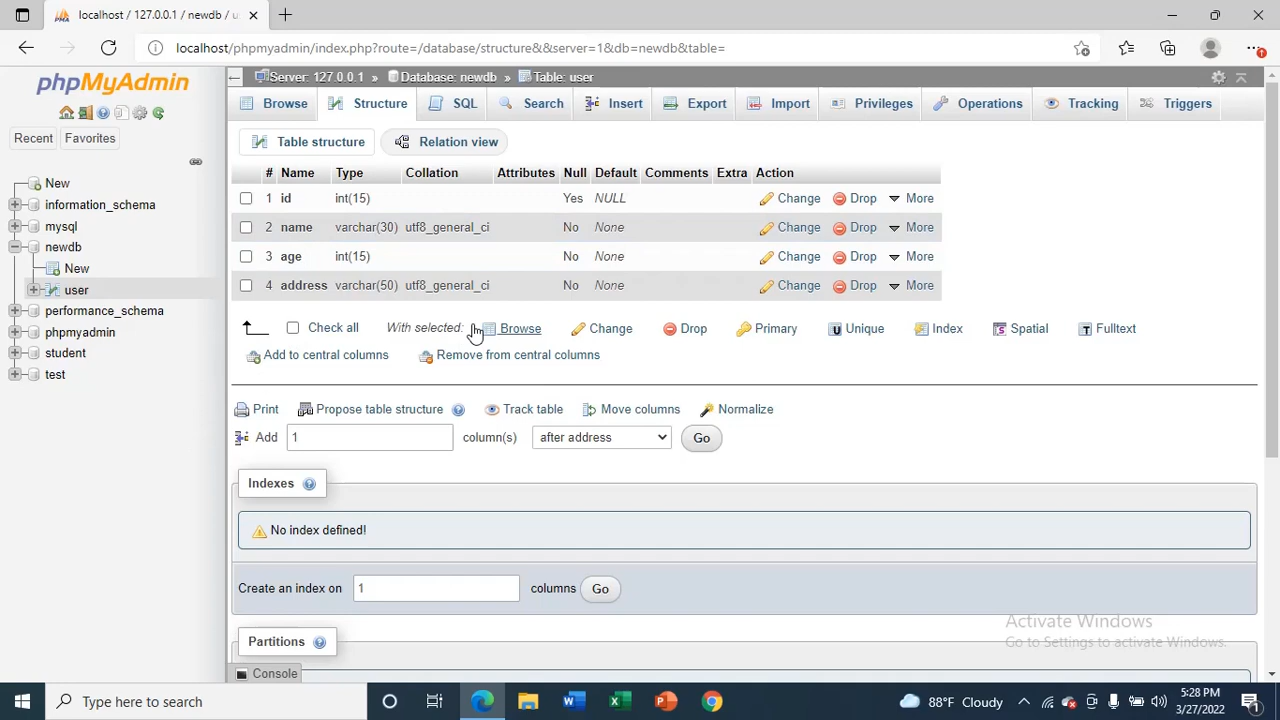 localhost / 127.0.0.1 / newdb / u
localhost/phpmyadmin/index.php?route=/database/structure&&server=1&db=newdb&table=
phpMyAdmin
Recent Favorites
New
information_schema
mysql
newdb
New
user
performance_schema
phpmyadmin
student
test
Server: 127.0.0.1 » Database: newdb » Table: user
Browse Structure SQL Search Insert Export Import Privileges Operations Tracking Triggers
Table structure Relation view
# Name Type Collation Attributes Null Default Comments Extra Action
1 id int(15) Yes NULL Change Drop More
2 name varchar(30) utf8_general_ci No None Change Drop More
3 age int(15) No None Change Drop More
4 address varchar(50) utf8_general_ci No None Change Drop More
Check all With selected: Browse Change Drop Primary Unique Index Spatial Fulltext
Add to central columns Remove from central columns
Print Propose table structure Track table Move columns Normalize
Add 1 column(s) after address Go
Indexes
No index defined!
Create an index on 1 columns Go
Partitions
Console
Activate Windows
Go to Settings to activate Windows.
Type here to search
88°F Cloudy
5:28 PM
3/27/2022